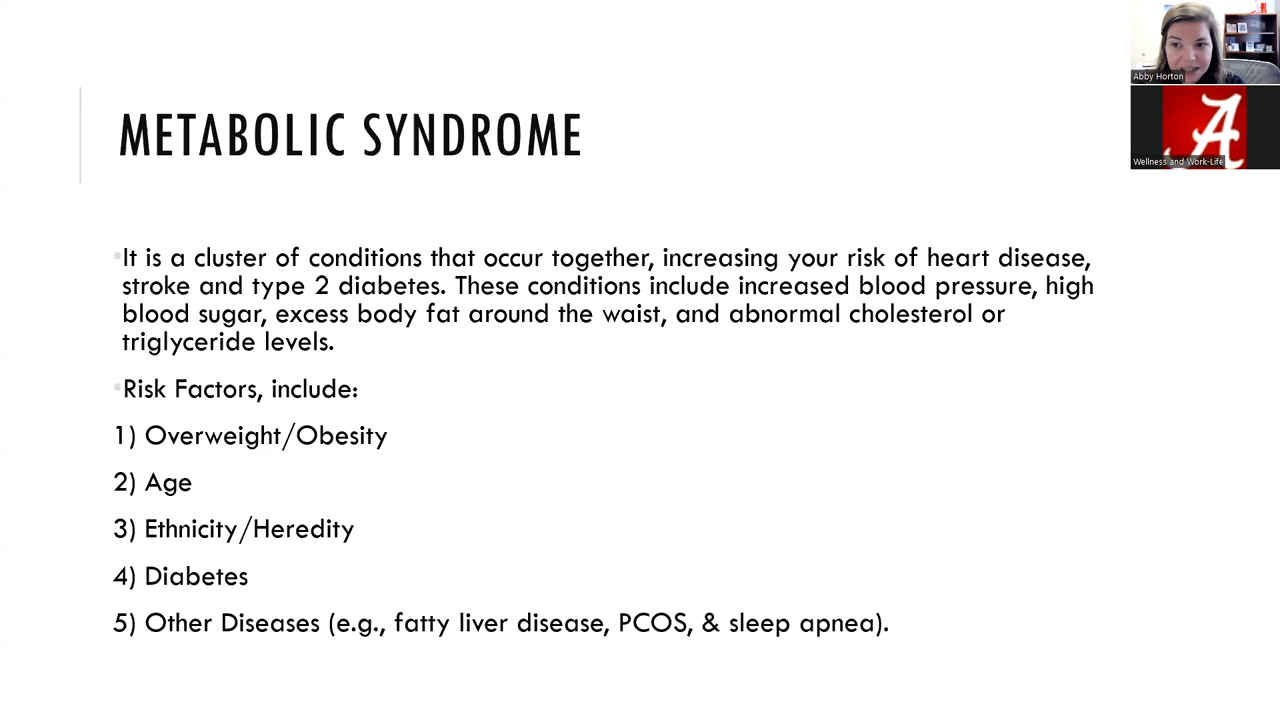 METABOLIC SYNDROME
•It is a cluster of conditions that occur together, increasing your risk of heart disease,
stroke and type 2 diabetes. These conditions include increased blood pressure, high
blood sugar, excess body fat around the waist, and abnormal cholesterol or
triglyceride levels.
•Risk Factors, include:
1) Overweight/Obesity
2) Age
3) Ethnicity/Heredity
4) Diabetes
5) Other Diseases (e.g., fatty liver disease, PCOS, & sleep apnea).
Abby Horton
A
Wellness and Work-Life